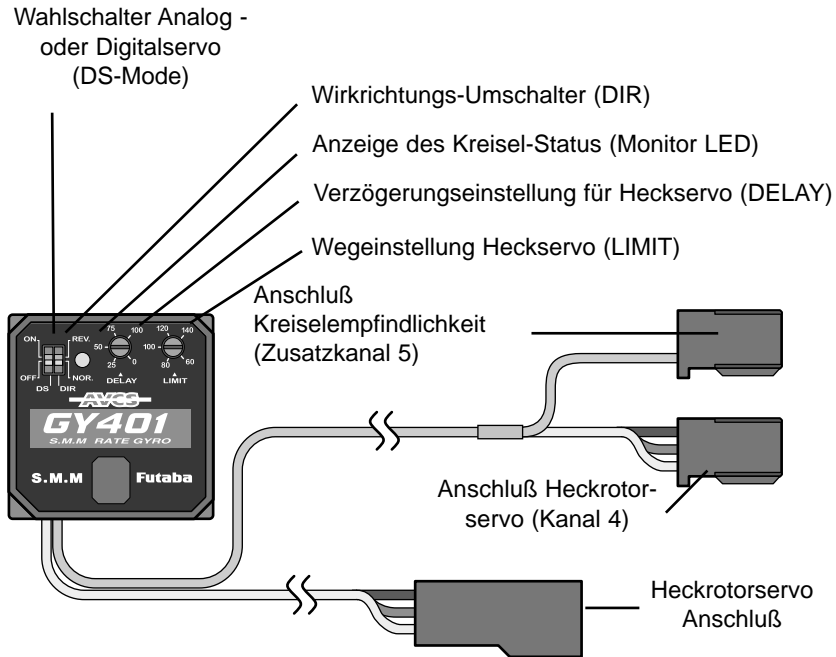 Wahlschalter Analog -
oder Digitalservo
(DS-Mode)
Wirkrichtungs-Umschalter (DIR)
Anzeige des Kreisel-Status (Monitor LED)
Verzögerungseinstellung für Heckservo (DELAY)
Wegeinstellung Heckservo (LIMIT)
Anschluß
Kreiselempfindlichkeit
(Zusatzkanal 5)
ON
REV.
OFF
NOR.
DS
DIR
75
100
50
25
0
DELAY
120
140
100
80
60
LIMIT
AVCS
GY401
S.M.M RATE GYRO
S.M.M
Futaba
Anschluß Heckrotor-
servo (Kanal 4)
Heckrotorservo
Anschluß